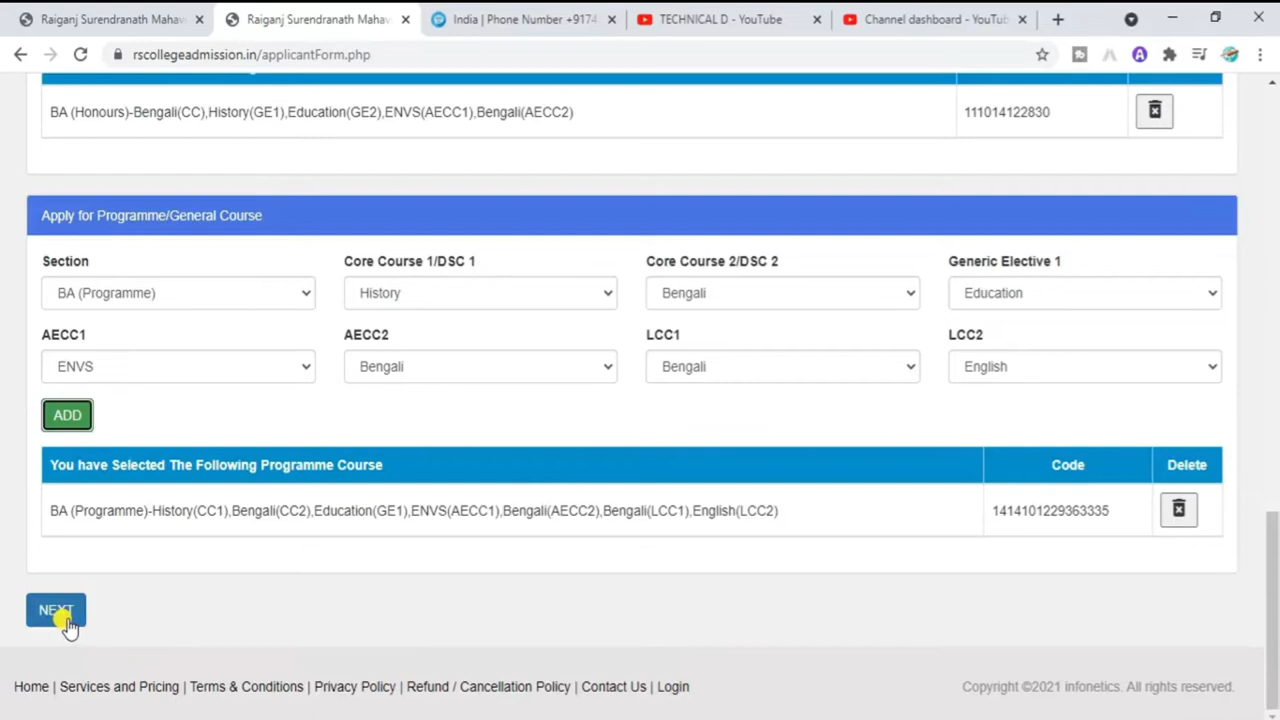 Raiganj Surendranath Mahav
Raiganj Surendranath Mahav
India | Phone Number +9174
TECHNICAL D - YouTube
Channel dashboard - YouTub
rscollegeadmission.in/applicantForm.php
BA (Honours)-Bengali(CC),History(GE1),Education(GE2),ENVS(AECC1),Bengali(AECC2) 111014122830
Apply for Programme/General Course
Section Core Course 1/DSC 1 Core Course 2/DSC 2 Generic Elective 1
BA (Programme) History Bengali Education
AECC1 AECC2 LCC1 LCC2
ENVS Bengali Bengali English
ADD
You have Selected The Following Programme Course Code Delete
BA (Programme)-History(CC1),Bengali(CC2),Education(GE1),ENVS(AECC1),Bengali(AECC2),Bengali(LCC1),English(LCC2) 1414101229363335
NEXT
Home | Services and Pricing | Terms & Conditions | Privacy Policy | Refund / Cancellation Policy | Contact Us | Login Copyright ©2021 infonetics. All rights reserved.